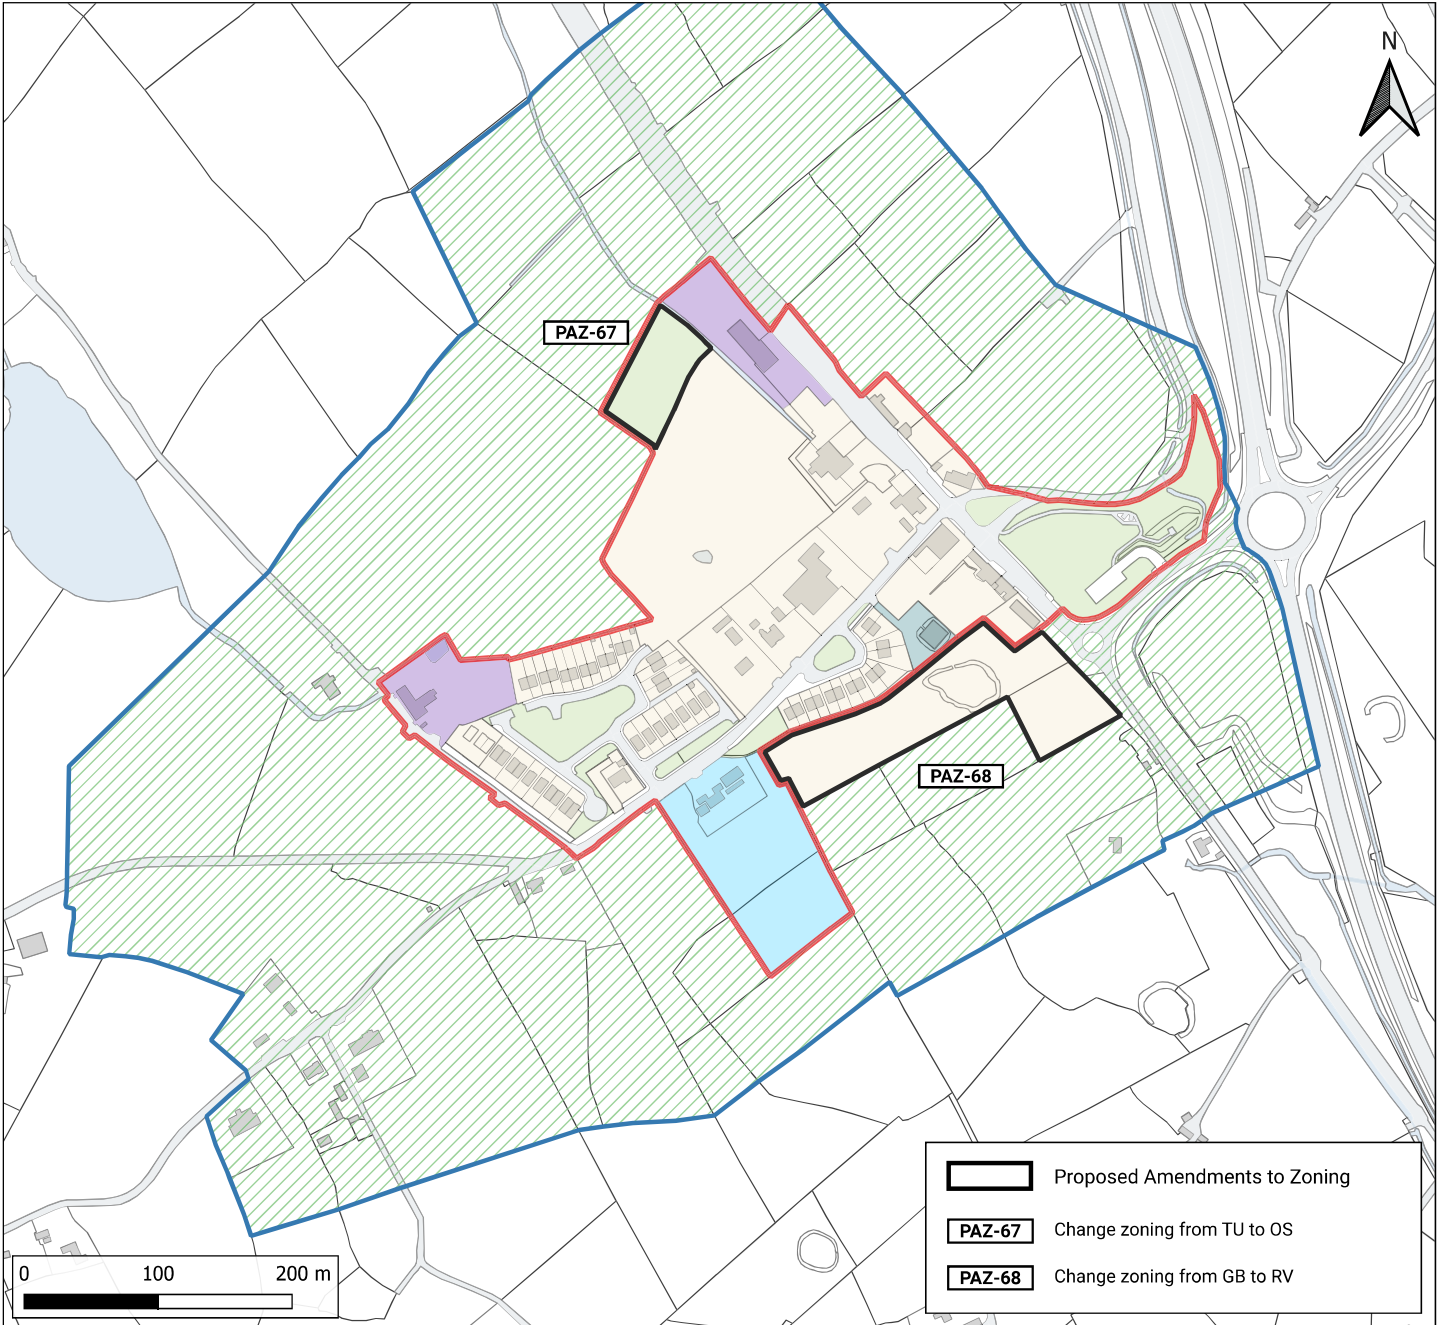 N
PAZ-67
PAZ-68
Proposed Amendments to Zoning
PAZ-67 Change zoning from TU to OS
PAZ-68 Change zoning from GB to RV
0 100 200 m